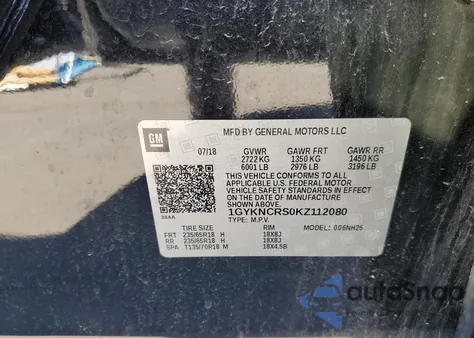 GM
MFD BY GENERAL MOTORS LLC
07/18 GVWR GAWR FRT GAWR RR
2722 KG 1350 KG 1450 KG
6001 LB 2976 LB 3196 LB
THIS VEHICLE CONFORMS TO ALL
APPLICABLE U.S. FEDERAL MOTOR
VEHICLE SAFETY STANDARDS IN EFFECT
ON THE DATE OF MANUFACTURE
SHOWN ABOVE.
1GYKNCRS0KZ112080
TYPE: M.P.V.
TIRE SIZE RIM MODEL: 006NH26
FRT 235/65R18 H 18X8J
RR 235/65R18 H 18X8J
SPA T135/70R18 M 18X4.5B
autoSnap